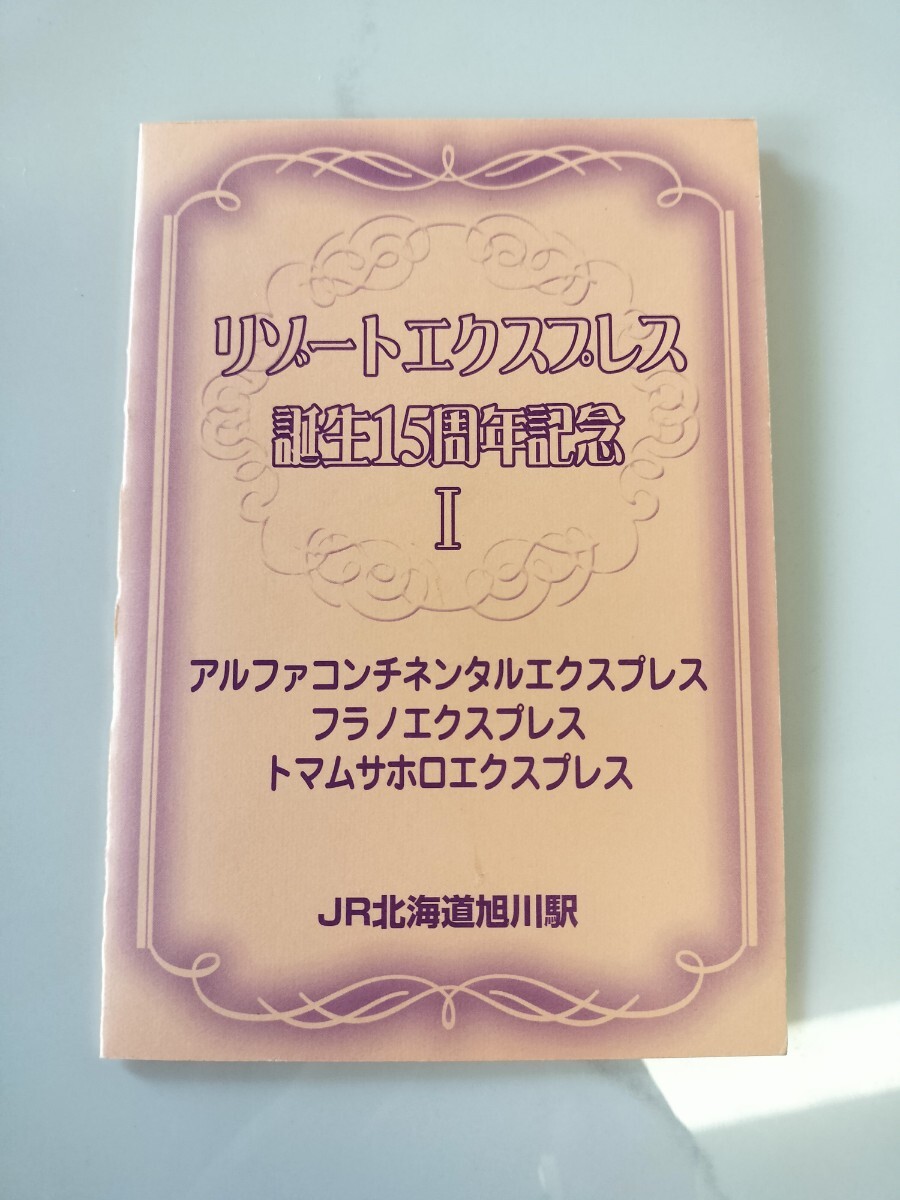 リゾートエクスプレス
誕生15周年記念
I
アルファコンチネンタルエクスプレス
フラノエクスプレス
トマムサホロエクスプレス
JR北海道旭川駅